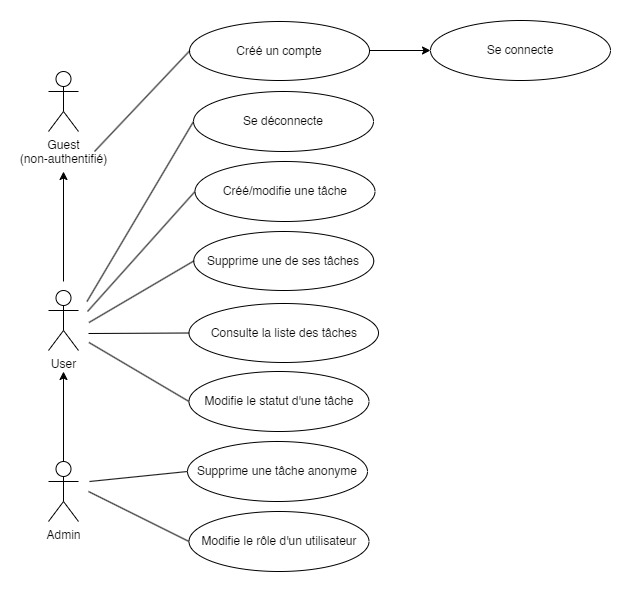 Créé un compte
Se connecte
Guest
(non-authentifié)
Se déconnecte
Créé/modifie une tâche
Supprime une de ses tâches
User
Consulte la liste des tâches
Modifie le statut d'une tâche
Admin
Supprime une tâche anonyme
Modifie le rôle d'un utilisateur